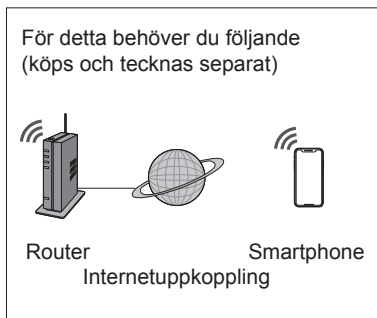 För detta behöver du följande
(köps och tecknas separat)
Router
Smartphone
Internetuppkoppling